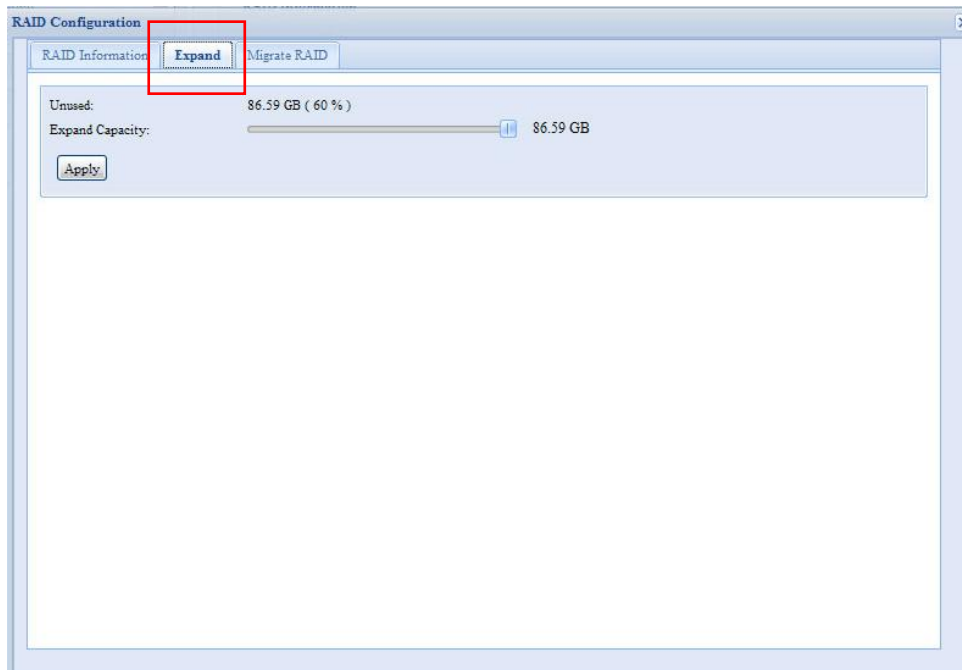 RAID Configuration
RAID Information Expand Migrate RAID
Unused: 86.59 GB ( 60 % )
Expand Capacity: 86.59 GB
Apply